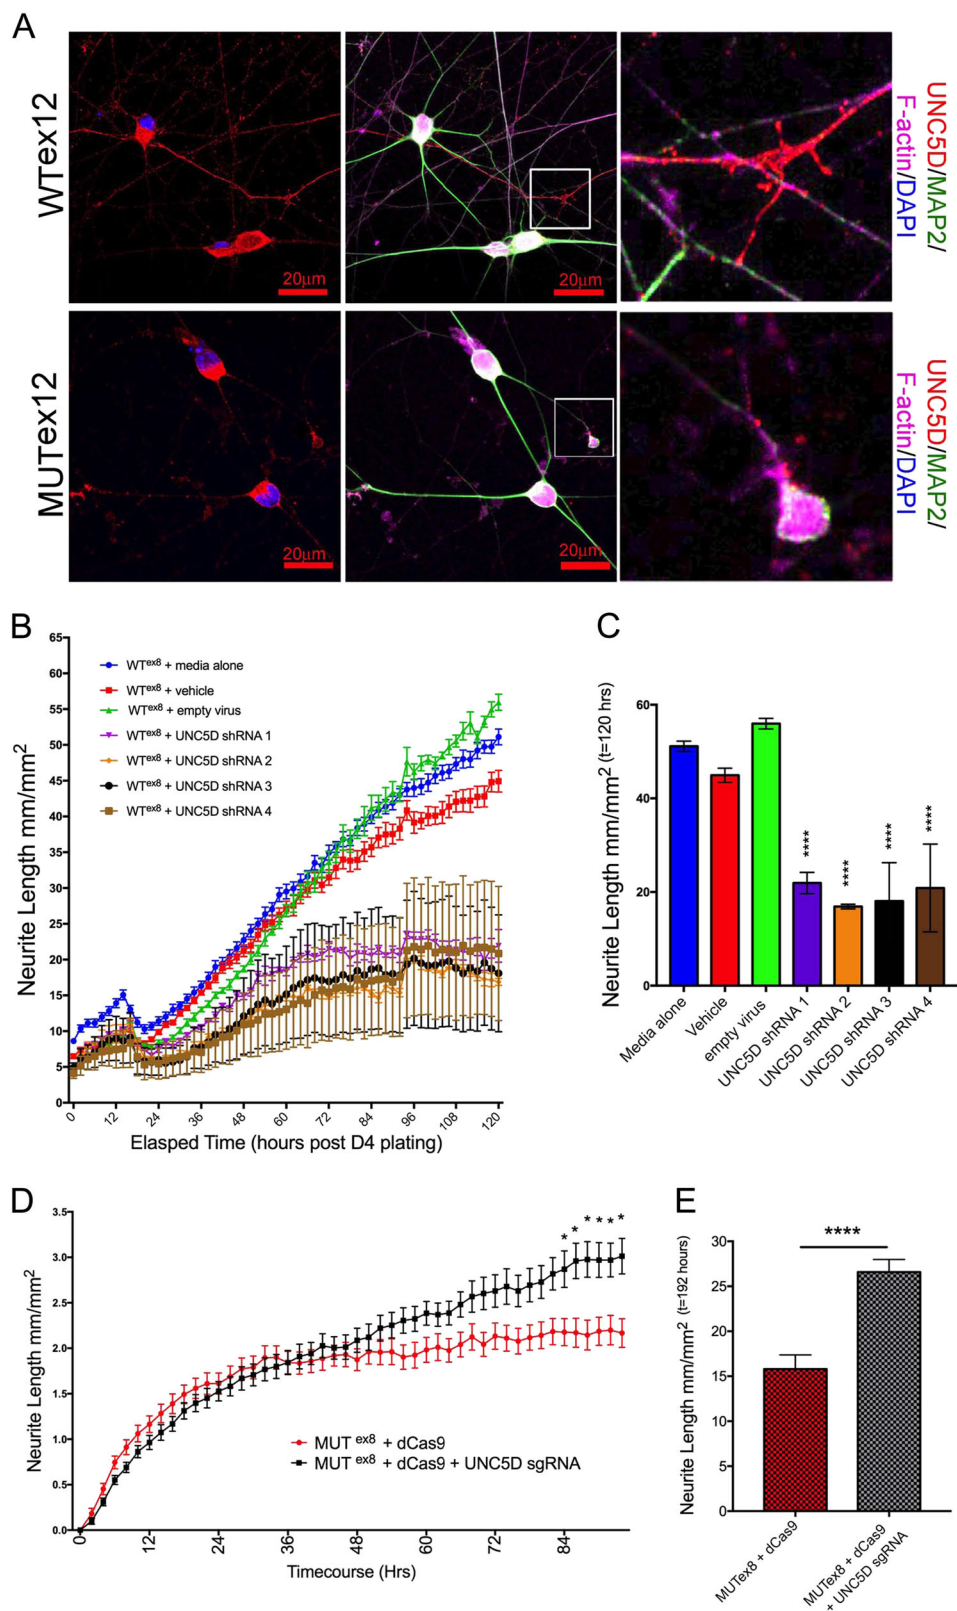 A
WTex12
20μm
20μm
UNC5D/MAP2/
F-actin/DAPI
MUTex12
20μm
20μm
UNC5D/MAP2/
F-actin/DAPI
B
Neurite Length mm/mm2
65
60
55
50
45
40
35
30
25
20
15
10
5
0
WTex8 + media alone
WTex8 + vehicle
WTex8 + empty virus
WTex8 + UNC5D shRNA 1
WTex8 + UNC5D shRNA 2
WTex8 + UNC5D shRNA 3
WTex8 + UNC5D shRNA 4
0 12 24 36 48 60 72 84 96 108 120
Elasped Time (hours post D4 plating)
C
Neurite Length mm/mm2 (t=120 hrs)
60
40
20
0
**** **** **** ****
Media alone
Vehicle
empty virus
UNC5D shRNA 1
UNC5D shRNA 2
UNC5D shRNA 3
UNC5D shRNA 4
D
Neurite Length mm/mm2
3.5
3.0
2.5
2.0
1.5
1.0
0.5
0.0
* * * * * *
MUT ex8 + dCas9
MUT ex8 + dCas9 + UNC5D sgRNA
0 12 24 36 48 60 72 84
Timecourse (Hrs)
E
Neurite Length mm/mm2 (t=192 hours)
30
25
20
15
10
5
0
****
MUTex8 + dCas9
MUTex8 + dCas9
+ UNC5D sgRNA